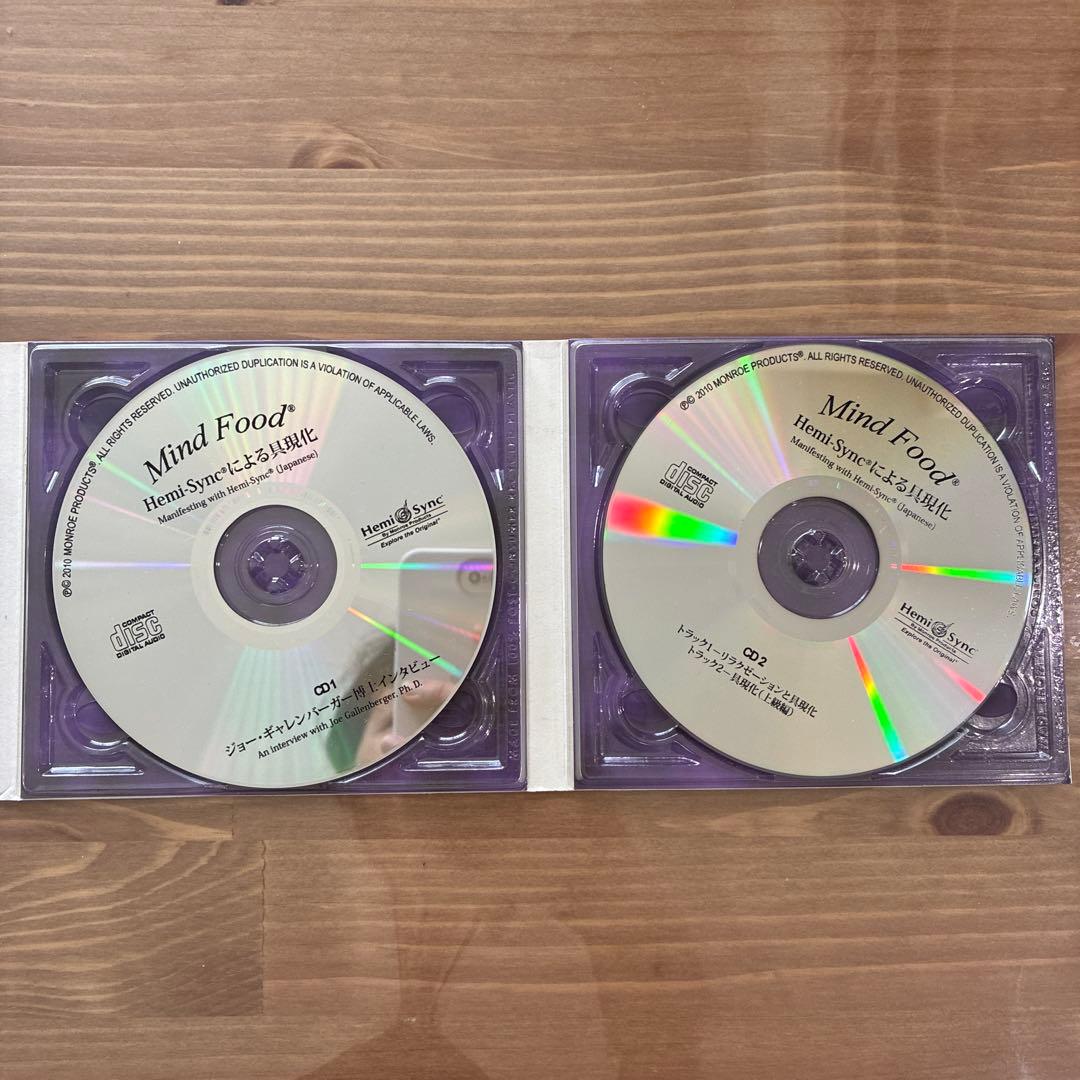 ℗© 2010 MONROE PRODUCTS®. ALL RIGHTS RESERVED. UNAUTHORIZED DUPLICATION IS A VIOLATION OF APPLICABLE LAWS.
Mind Food®
Hemi-Sync®による具現化
Manifesting with Hemi-Sync® (Japanese)
Hemi Sync®
By Monroe Products
Explore the Original®
COMPACT
disc
DIGITAL AUDIO
CD1
ジョー・ギャレンバーガー博士インタビュー
An interview with Joe Gallenberger, Ph. D.
℗© 2010 MONROE PRODUCTS®. ALL RIGHTS RESERVED. UNAUTHORIZED DUPLICATION IS A VIOLATION OF APPLICABLE LAWS.
Mind Food®
Hemi-Sync®による具現化
Manifesting with Hemi-Sync® (Japanese)
COMPACT
disc
DIGITAL AUDIO
Hemi Sync®
By Monroe Products
Explore the Original®
CD 2
トラック1－リラクゼーションと具現化
トラック2－具現化(上級編)